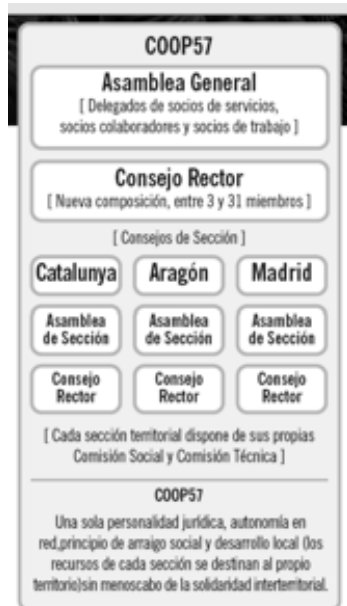 COOP57
Asamblea General
[ Delegados de socios de servicios,
socios colaboradores y socios de trabajo ]
Consejo Rector
[ Nueva composición, entre 3 y 31 miembros ]
[ Consejos de Sección ]
Catalunya Aragón Madrid
Asamblea Asamblea Asamblea
de Sección de Sección de Sección
Consejo Consejo Consejo
Rector Rector Rector
[ Cada sección territorial dispone de sus propias
Comisión Social y Comisión Técnica ]
COOP57
Una sola personalidad jurídica, autonomía en
red,principio de arraigo social y desarrollo local (los
recursos de cada sección se destinan al propio
territorio)sin menoscabo de la solidaridad interterritorial.